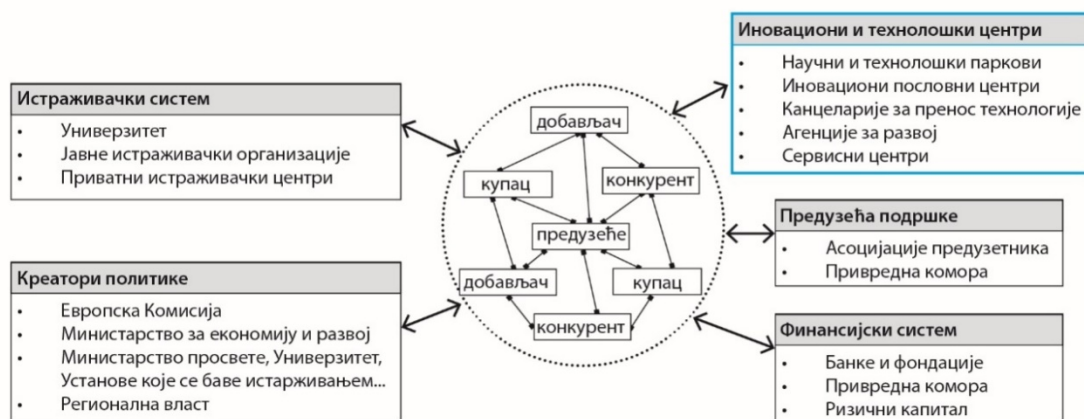 Истраживачки систем
• Универзитет
• Јавне истраживачки организације
• Приватни истраживачки центри
Креатори политике
• Европска Комисија
• Министарство за економију и развој
• Министарство просвете, Универзитет,
Установе које се баве истарживањем...
• Регионална власт
добављач
купац
конкурент
предузеће
добављач
купац
конкурент
Иновациони и технолошки центри
• Научни и технолошки паркови
• Иновациони пословни центри
• Канцеларије за пренос технологије
• Агенције за развој
• Сервисни центри
Предузећа подршке
• Асоцијације предузетника
• Привредна комора
Финансијски систем
• Банке и фондације
• Привредна комора
• Ризични капитал